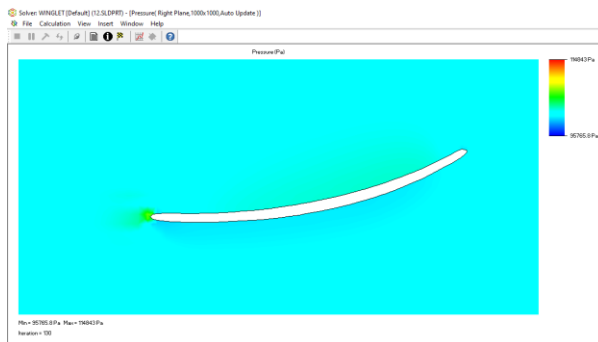 Solver: WINGLET [Default] (12.SLDPRT) - [Pressure( Right Plane,1000x1000,Auto Update )]
File Calculation View Insert Window Help
Pressure (Pa)
114843 Pa
95765.8 Pa
Min= 95765.8 Pa Max= 114843 Pa
Iteration = 130